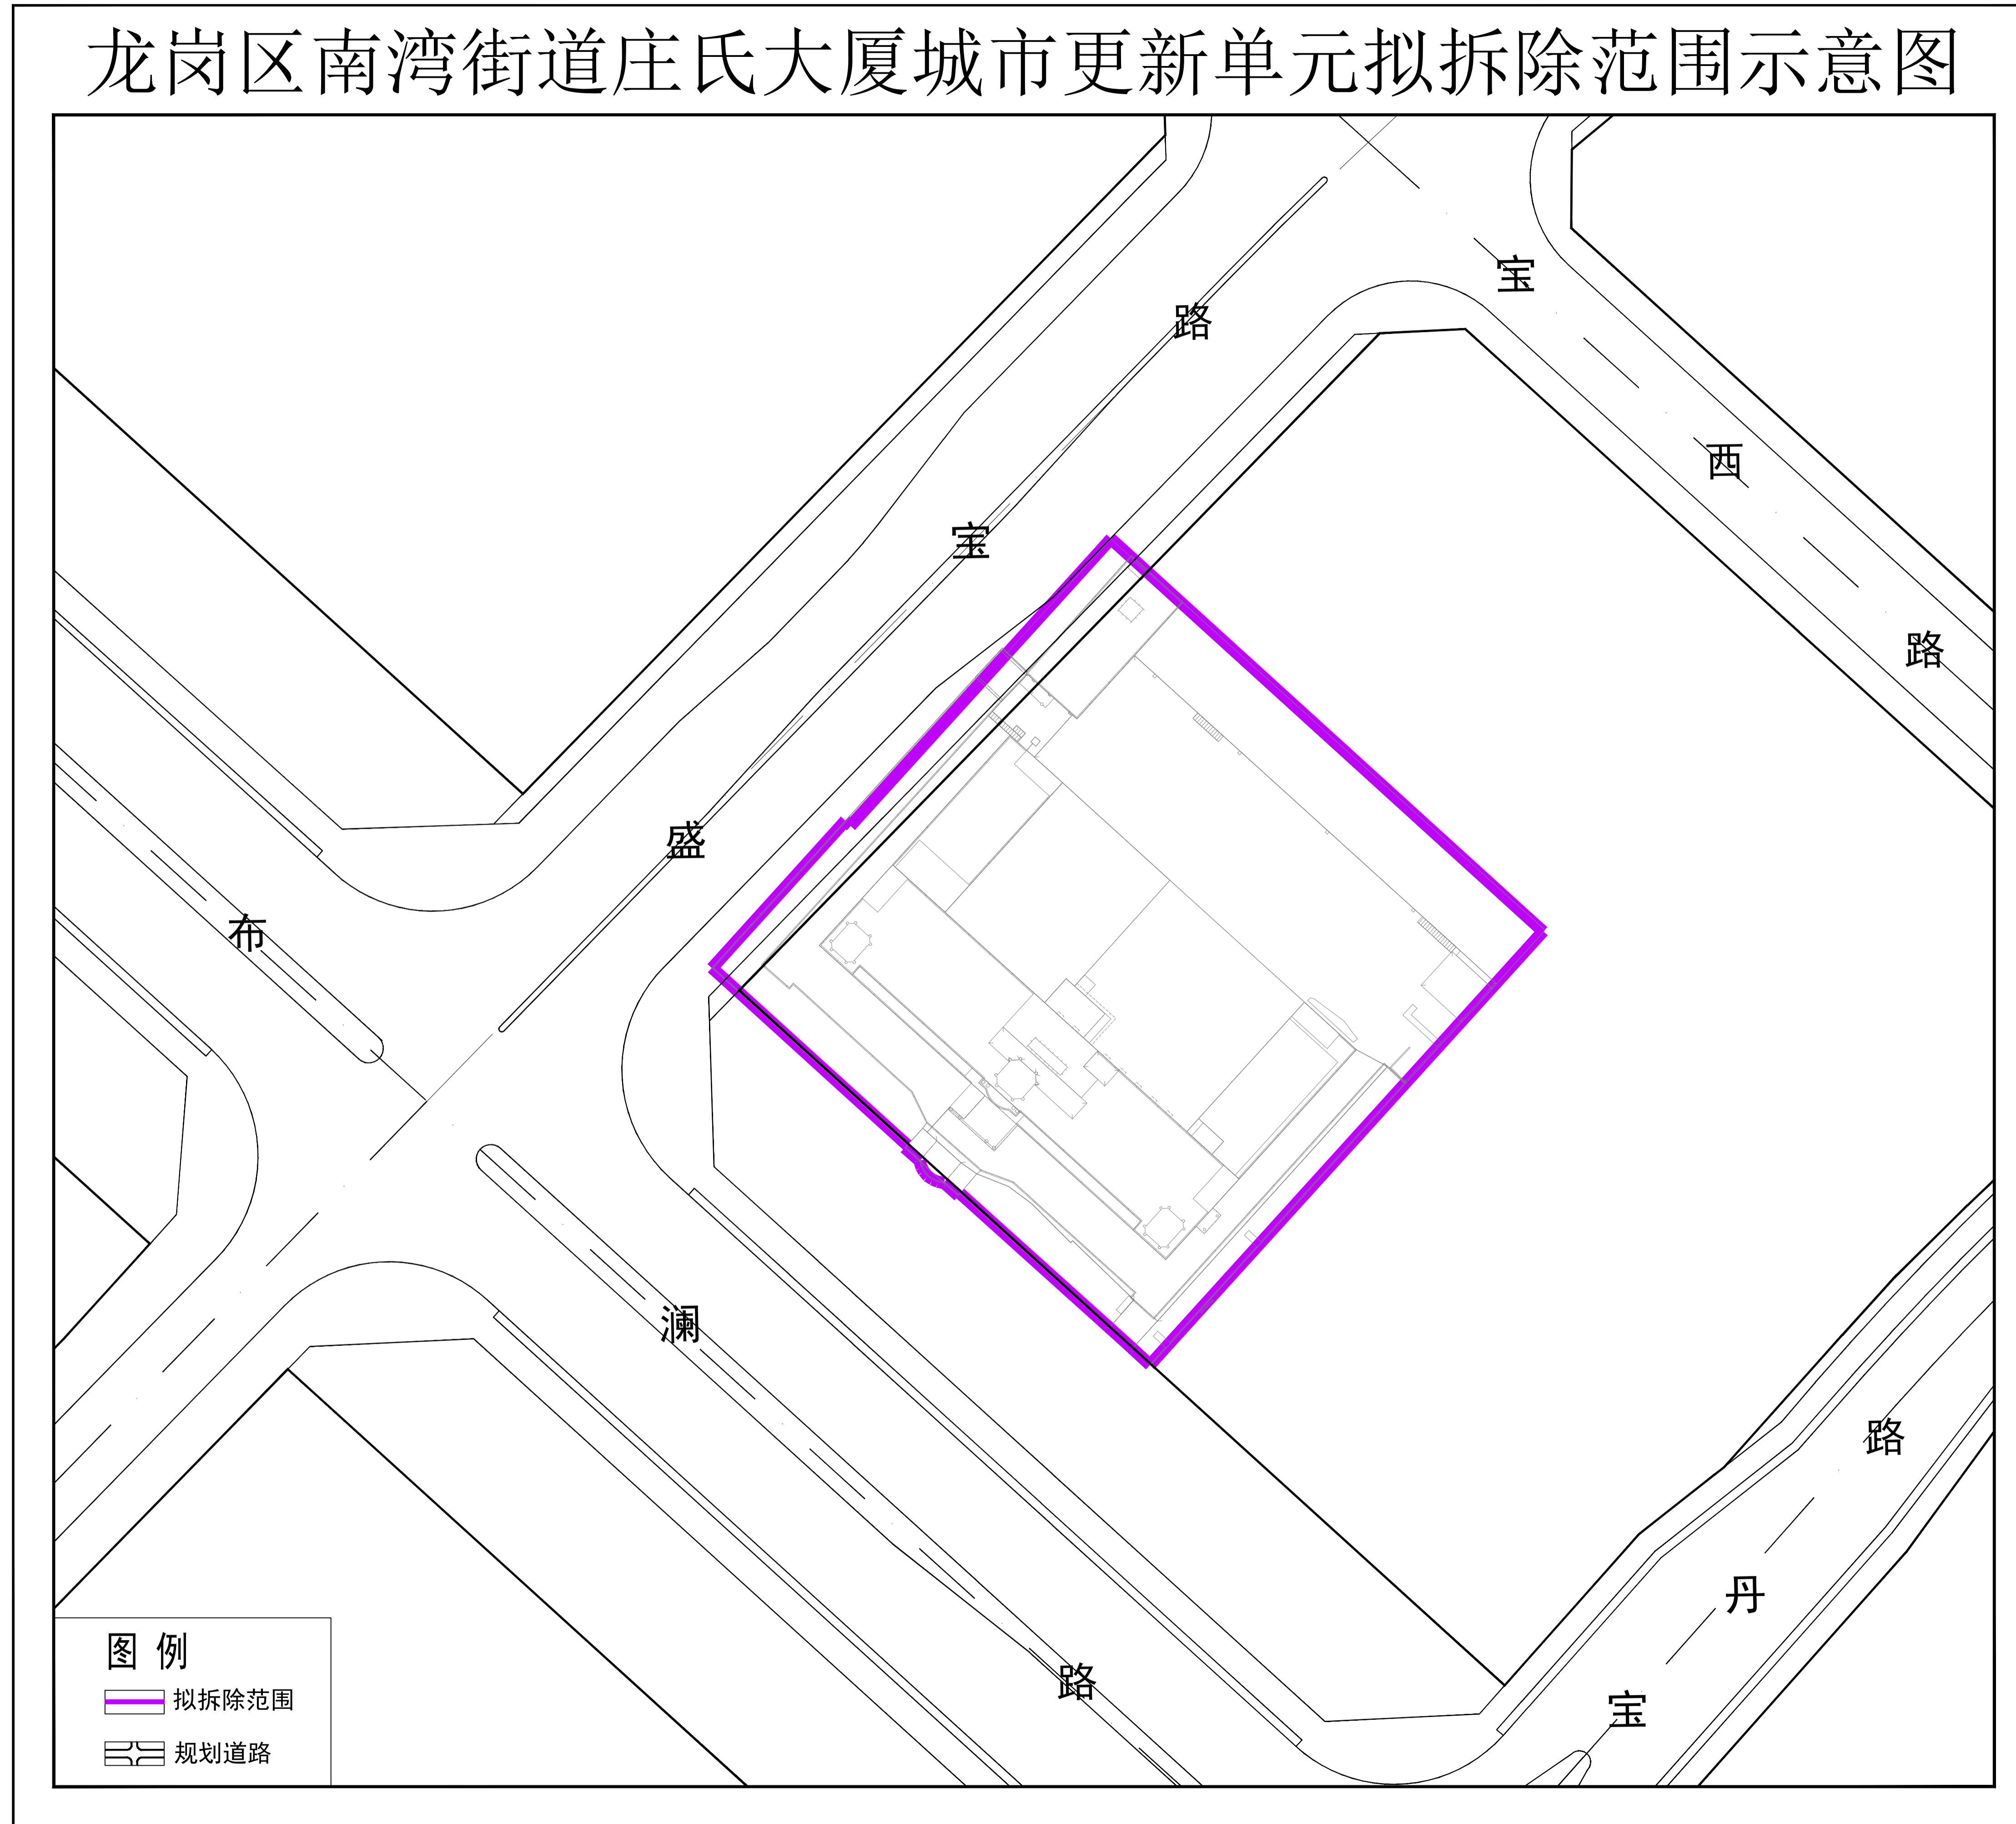 龙岗区南湾街道庄氏大厦城市更新单元拟拆除范围示意图
盛宝路
宝西路
布澜路
宝丹路
图 例
拟拆除范围
规划道路